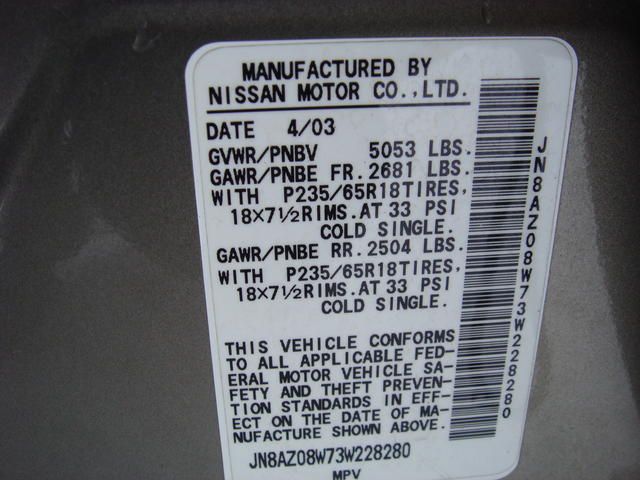 MANUFACTURED BY
NISSAN MOTOR CO.,LTD.
DATE 4/03
GVWR/PNBV 5053 LBS.
GAWR/PNBE FR. 2681 LBS.
WITH P235/65R18TIRES,
18×7½RIMS. AT 33 PSI
COLD SINGLE.
GAWR/PNBE RR. 2504 LBS.
WITH P235/65R18TIRES,
18×7½RIMS. AT 33 PSI
COLD SINGLE.
THIS VEHICLE CONFORMS
TO ALL APPLICABLE FED-
ERAL MOTOR VEHICLE SA-
FETY AND THEFT PREVEN-
TION STANDARDS IN EFF-
ECT ON THE DATE OF MA-
NUFACTURE SHOWN ABOVE.
JN8AZ08W73W228280
MPV
JN8AZ08W73W228280